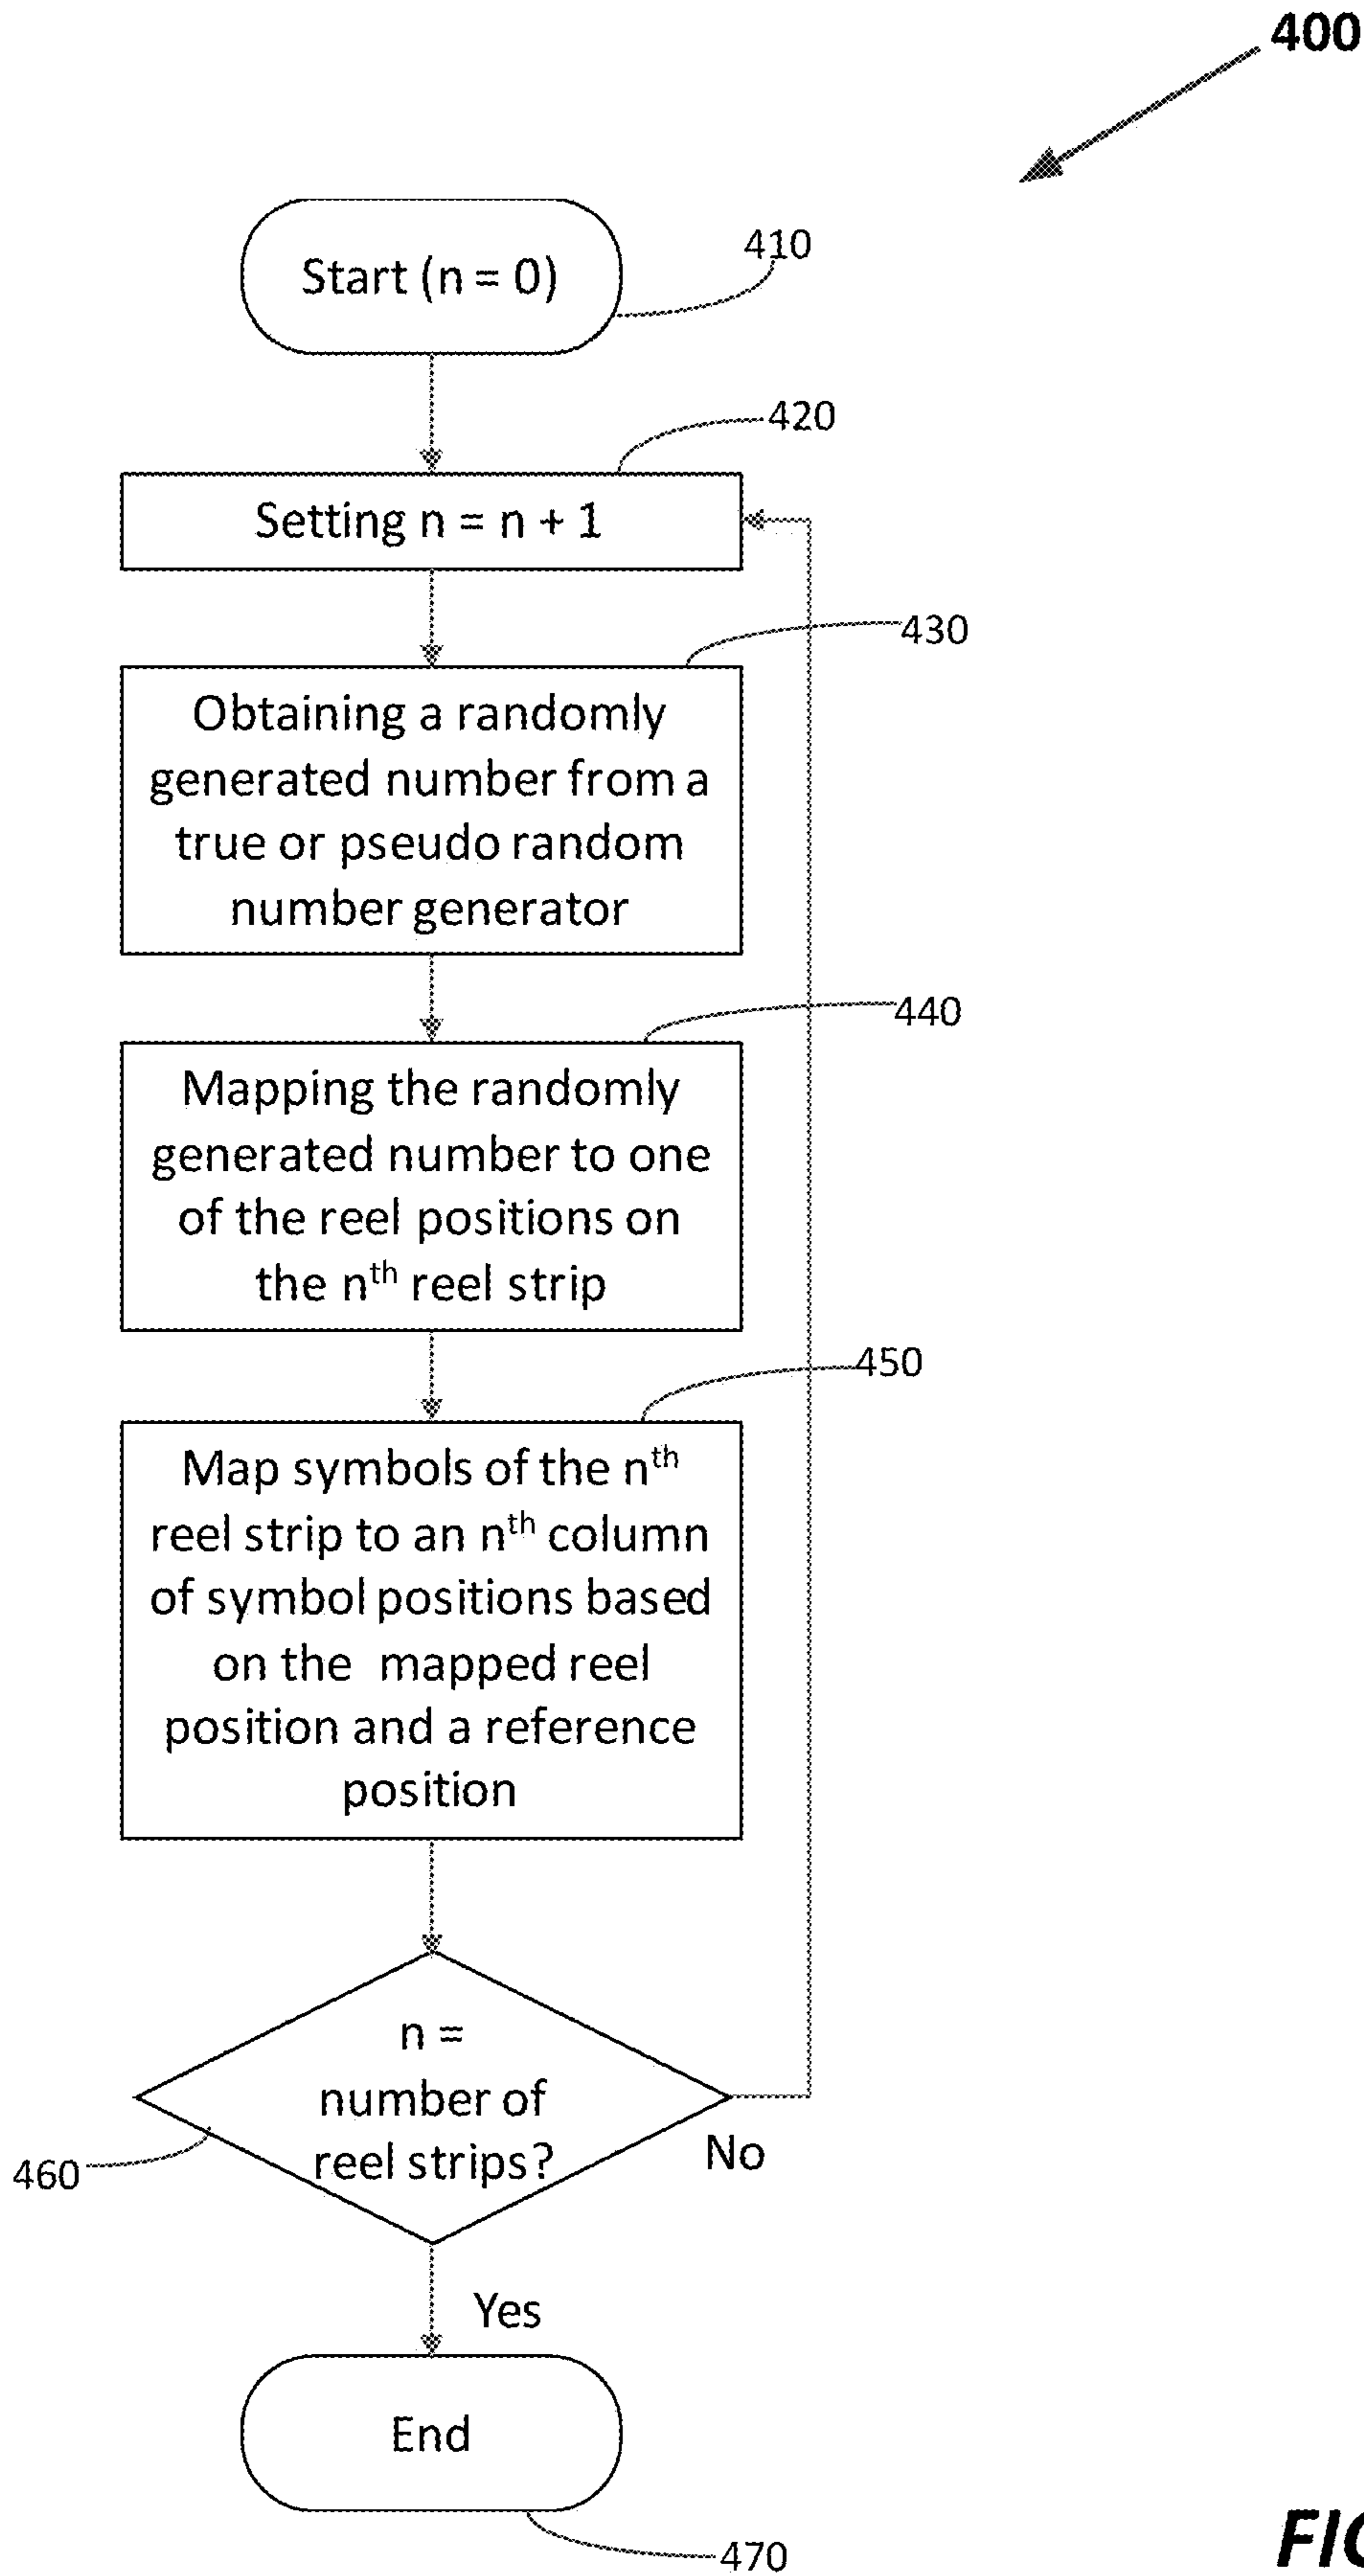 400
Start (n = 0)
410
420
Setting n = n + 1
430
Obtaining a randomly
generated number from a
true or pseudo random
number generator
440
Mapping the randomly
generated number to one
of the reel positions on
the nth reel strip
450
Map symbols of the nth
reel strip to an nth column
of symbol positions based
on the mapped reel
position and a reference
position
n =
number of
reel strips?
No
460
Yes
End
470